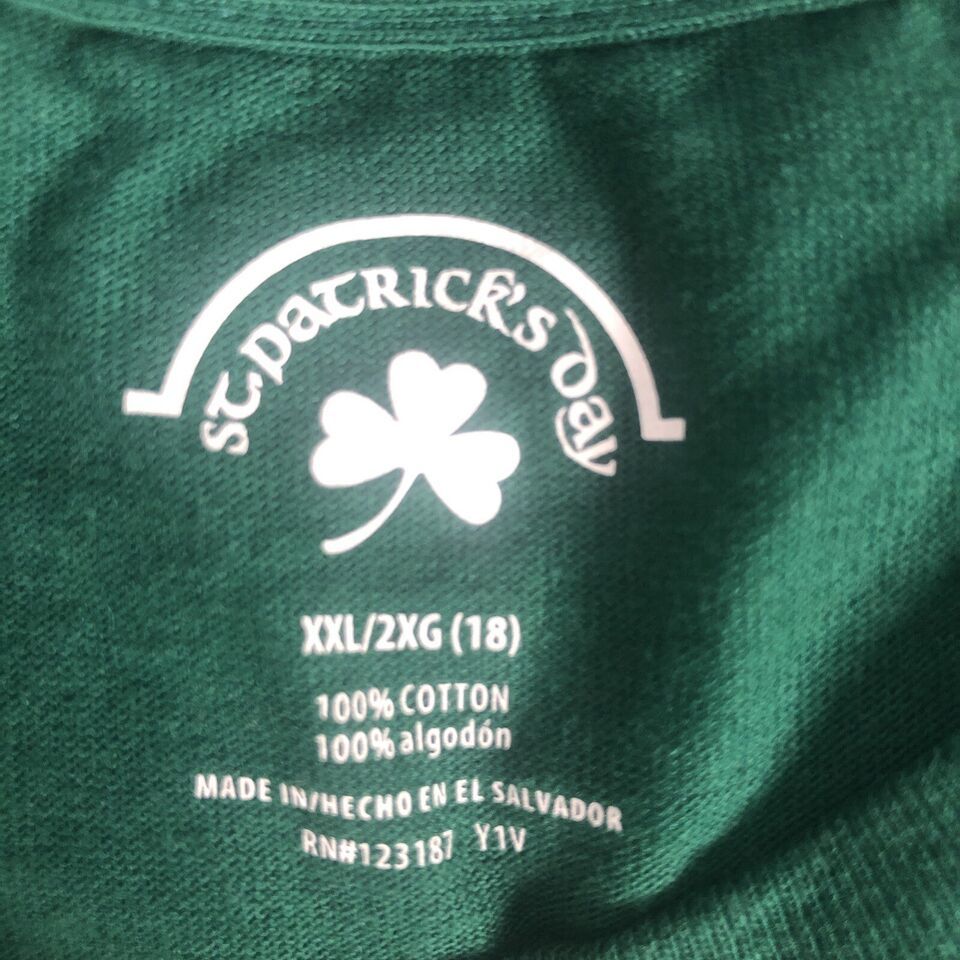 St. Patrick's Day
XXL/2XG (18)
100% COTTON
100% algodón
MADE IN/HECHO EN EL SALVADOR
RN#123187 Y1V